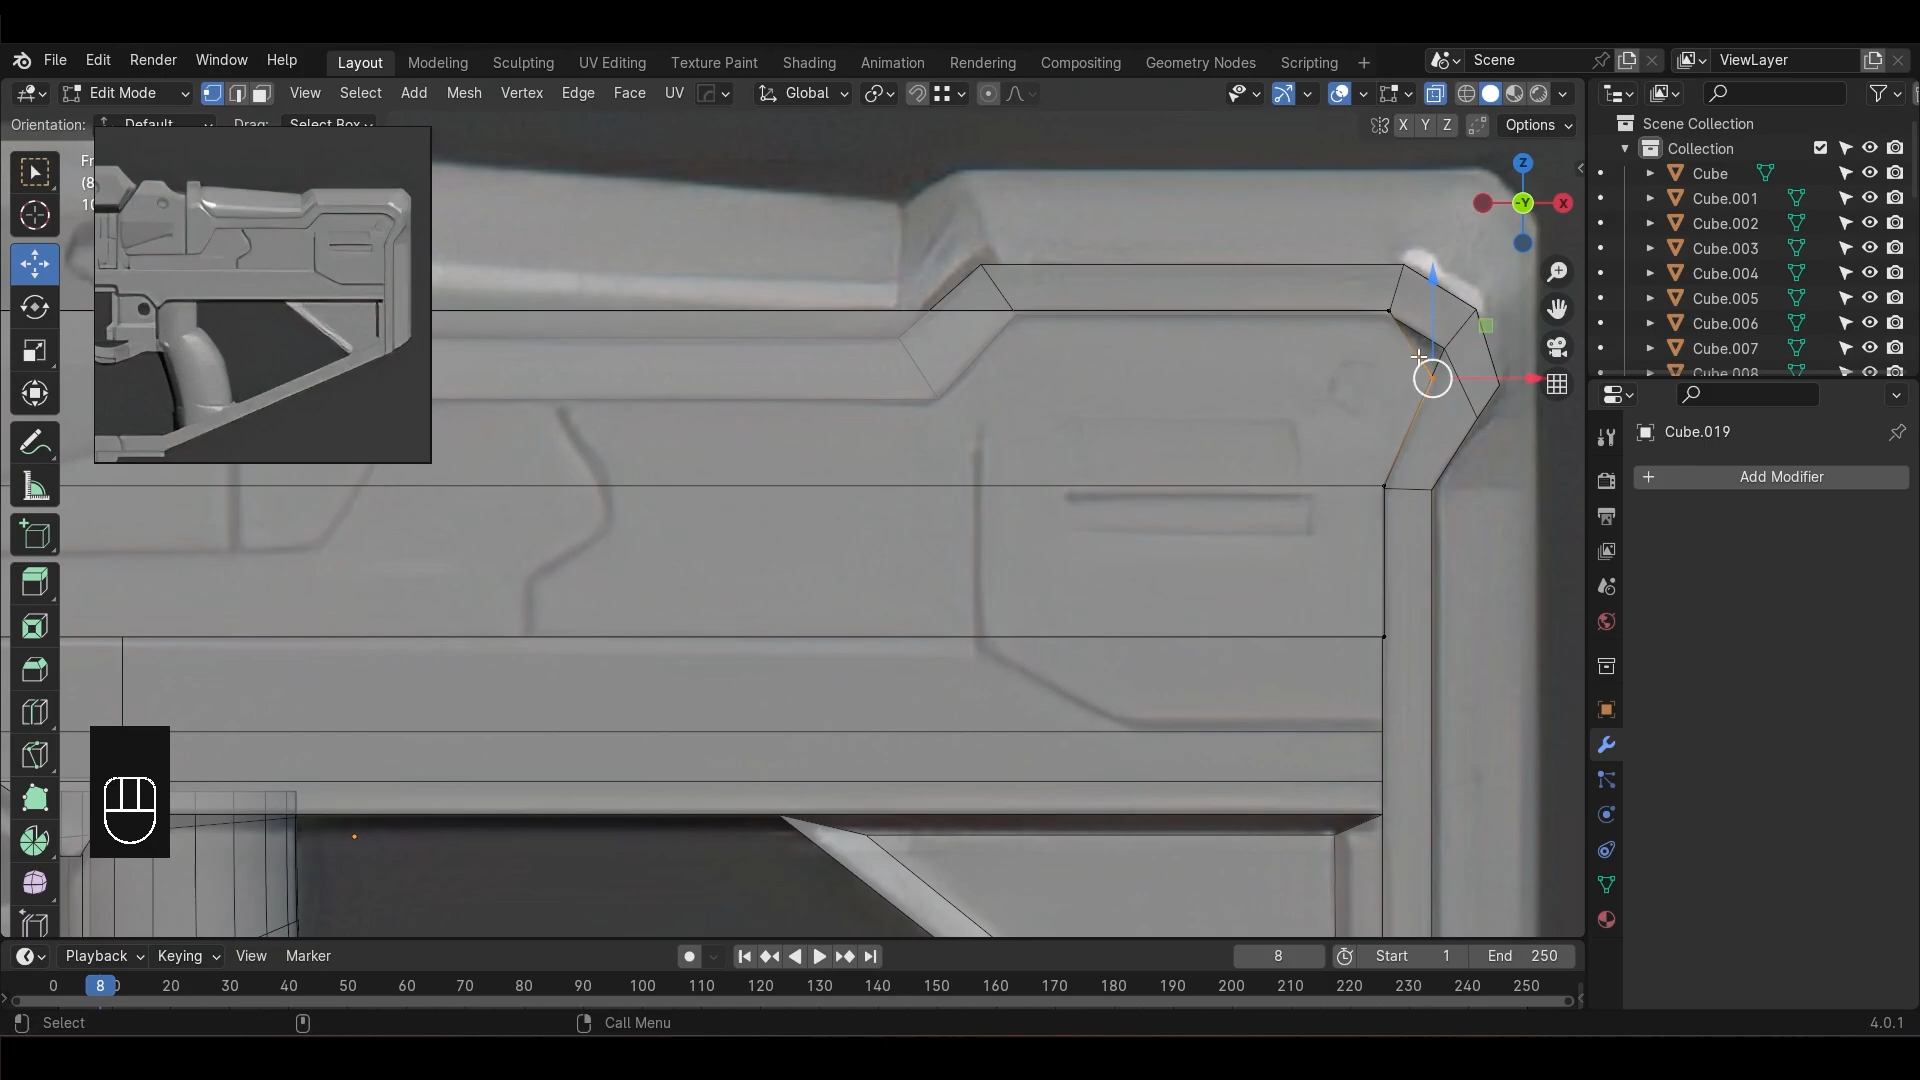 File Edit Render Window Help Layout Modeling Sculpting UV Editing Texture Paint Shading Animation Rendering Compositing Geometry Nodes Scripting + Scene ViewLayer
Edit Mode View Select Add Mesh Vertex Edge Face UV Global
Orientation: Default Drag: Select Box X Y Z Options
Scene Collection
Collection
Cube
Cube.001
Cube.002
Cube.003
Cube.004
Cube.005
Cube.006
Cube.007
Cube.008
Z
-Y
X
Fr
(8
10
Cube.019
+ Add Modifier
Playback Keying View Marker 8 Start 1 End 250
0 8 20 30 40 50 60 70 80 90 100 110 120 130 140 150 160 170 180 190 200 210 220 230 240 250
Select Call Menu 4.0.1